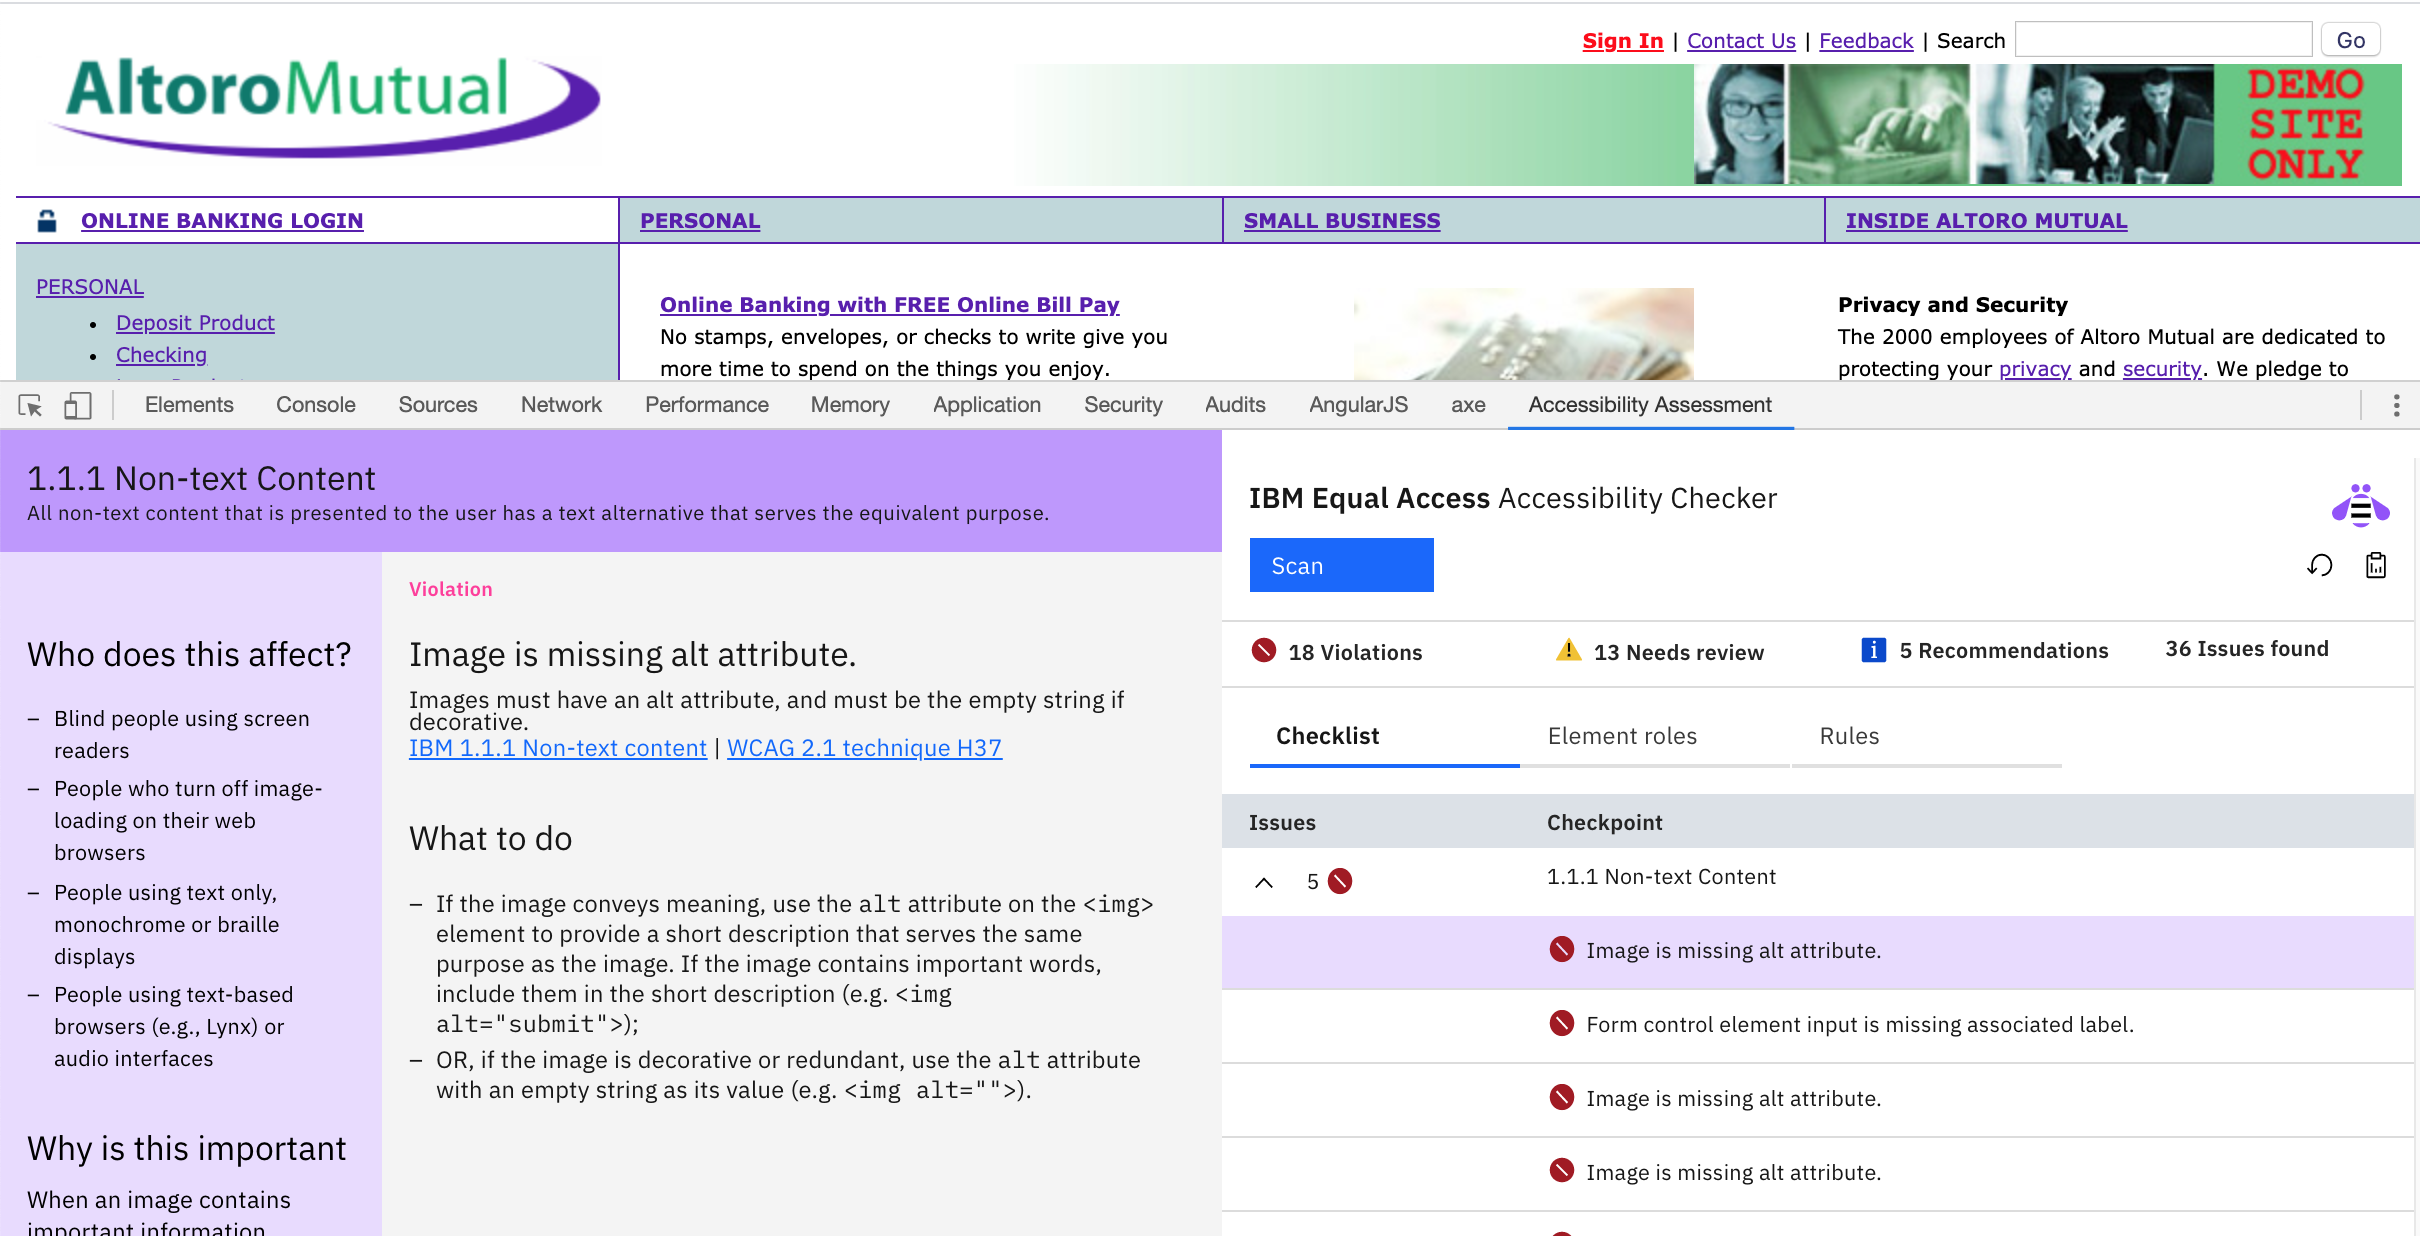 Sign In | Contact Us | Feedback | Search Go
AltoroMutual
DEMO
SITE
ONLY
ONLINE BANKING LOGIN
PERSONAL
SMALL BUSINESS
INSIDE ALTORO MUTUAL
PERSONAL
• Deposit Product
• Checking
Online Banking with FREE Online Bill Pay
No stamps, envelopes, or checks to write give you
more time to spend on the things you enjoy.
Privacy and Security
The 2000 employees of Altoro Mutual are dedicated to
protecting your privacy and security. We pledge to
Elements Console Sources Network Performance Memory Application Security Audits AngularJS axe Accessibility Assessment
1.1.1 Non-text Content
All non-text content that is presented to the user has a text alternative that serves the equivalent purpose.
Who does this affect?
– Blind people using screen
readers
– People who turn off image-
loading on their web
browsers
– People using text only,
monochrome or braille
displays
– People using text-based
browsers (e.g., Lynx) or
audio interfaces
Why is this important
When an image contains
important information
Violation
Image is missing alt attribute.
Images must have an alt attribute, and must be the empty string if
decorative.
IBM 1.1.1 Non-text content | WCAG 2.1 technique H37
What to do
– If the image conveys meaning, use the alt attribute on the <img>
element to provide a short description that serves the same
purpose as the image. If the image contains important words,
include them in the short description (e.g. <img
alt="submit">);
– OR, if the image is decorative or redundant, use the alt attribute
with an empty string as its value (e.g. <img alt="">).
IBM Equal Access Accessibility Checker
Scan
18 Violations
13 Needs review
5 Recommendations
36 Issues found
Checklist Element roles Rules
Issues Checkpoint
5 1.1.1 Non-text Content
Image is missing alt attribute.
Form control element input is missing associated label.
Image is missing alt attribute.
Image is missing alt attribute.